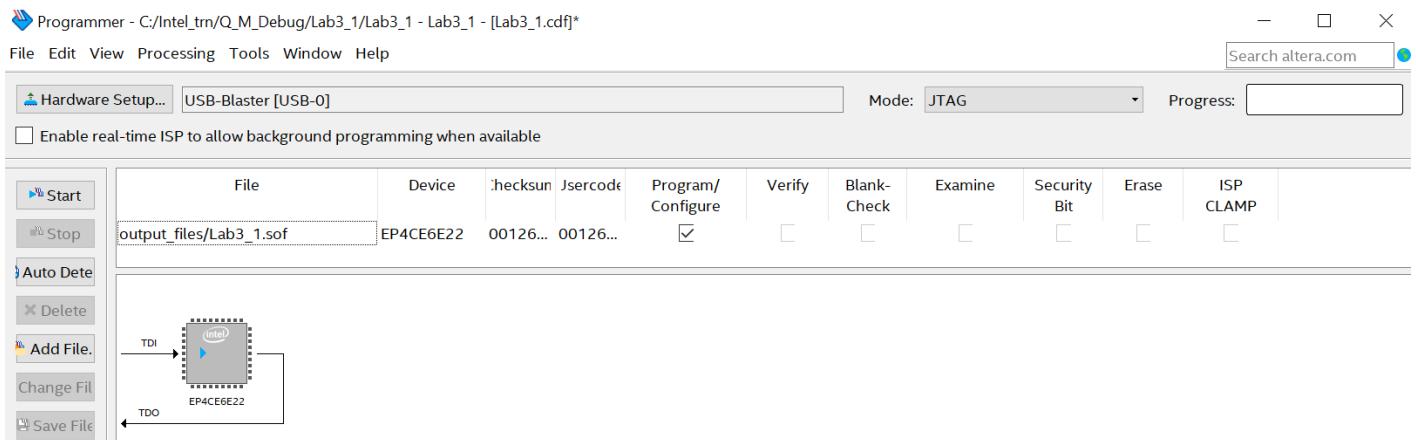 Programmer - C:/Intel_trn/Q_M_Debug/Lab3_1/Lab3_1 - Lab3_1 - [Lab3_1.cdf]*
File Edit View Processing Tools Window Help
Search altera.com
Hardware Setup... USB-Blaster [USB-0] Mode: JTAG Progress:
Enable real-time ISP to allow background programming when available
Start
Stop
Auto Dete
Delete
Add File.
Change Fil
Save File
File Device Checksun Usercode Program/ Verify Blank- Examine Security Erase ISP
Configure Check Bit CLAMP
output_files/Lab3_1.sof EP4CE6E22 00126... 00126...
intel
TDI
EP4CE6E22
TDO